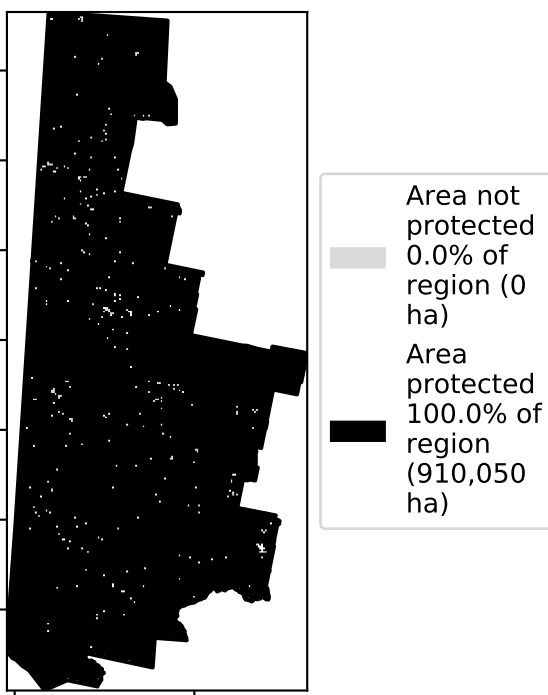 Area not
protected
0.0% of
region (0
ha)
Area
protected
100.0% of
region
(910,050
ha)